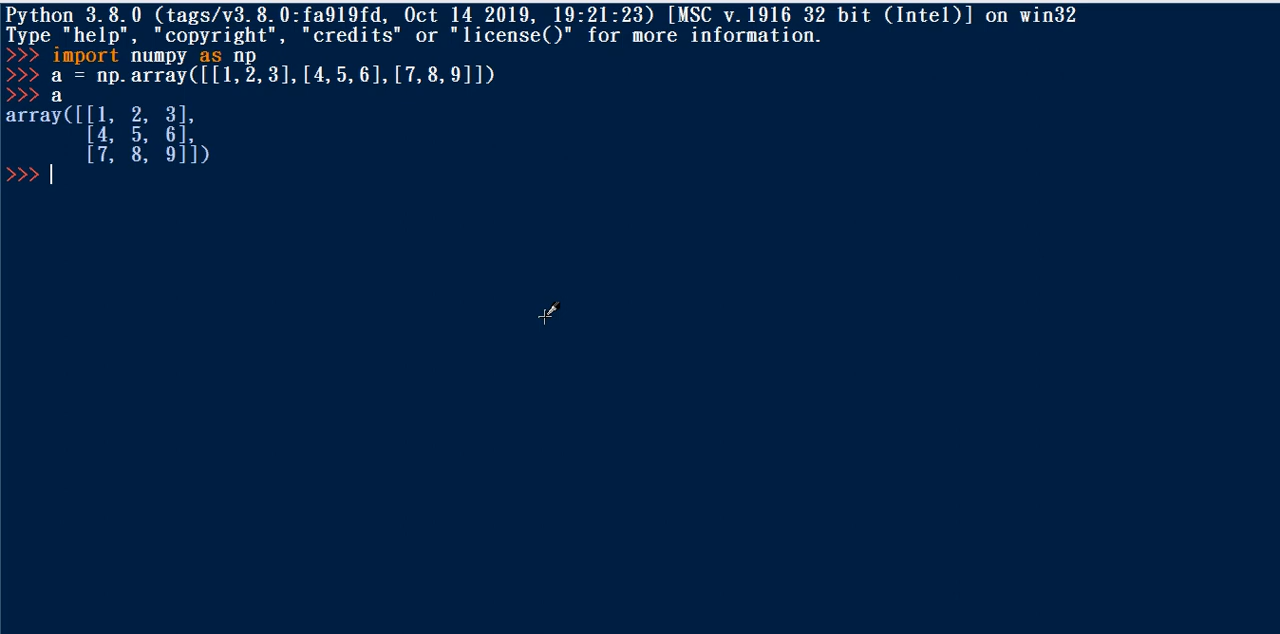 Python 3.8.0 (tags/v3.8.0:fa919fd, Oct 14 2019, 19:21:23) [MSC v.1916 32 bit (Intel)] on win32
Type "help", "copyright", "credits" or "license()" for more information.
>>> import numpy as np
>>> a = np.array([[1,2,3],[4,5,6],[7,8,9]])
>>> a
array([[1, 2, 3],
       [4, 5, 6],
       [7, 8, 9]])
>>>